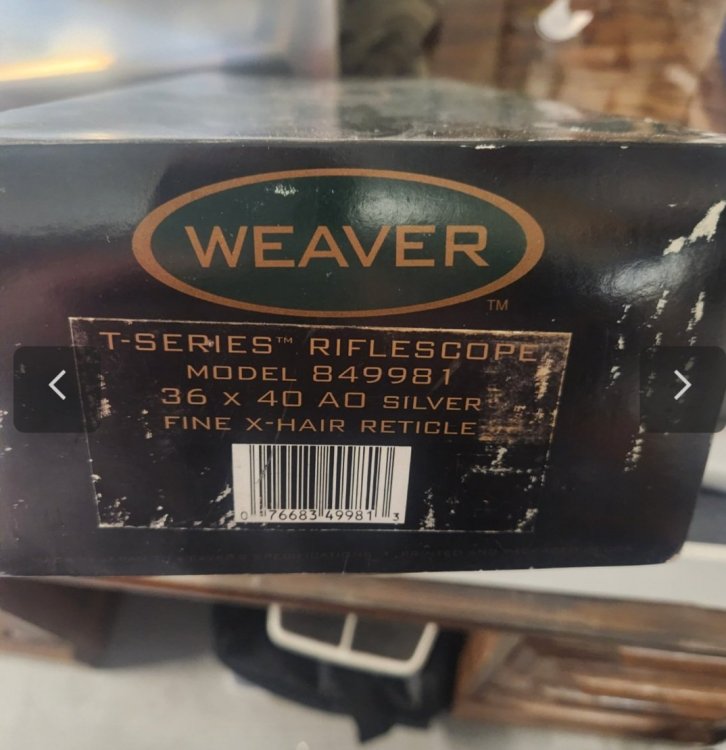 WEAVER
TM
T-SERIES™ RIFLESCOPE
MODEL 849981
36 x 40 AO SILVER
FINE X-HAIR RETICLE
0 76683 49981 3